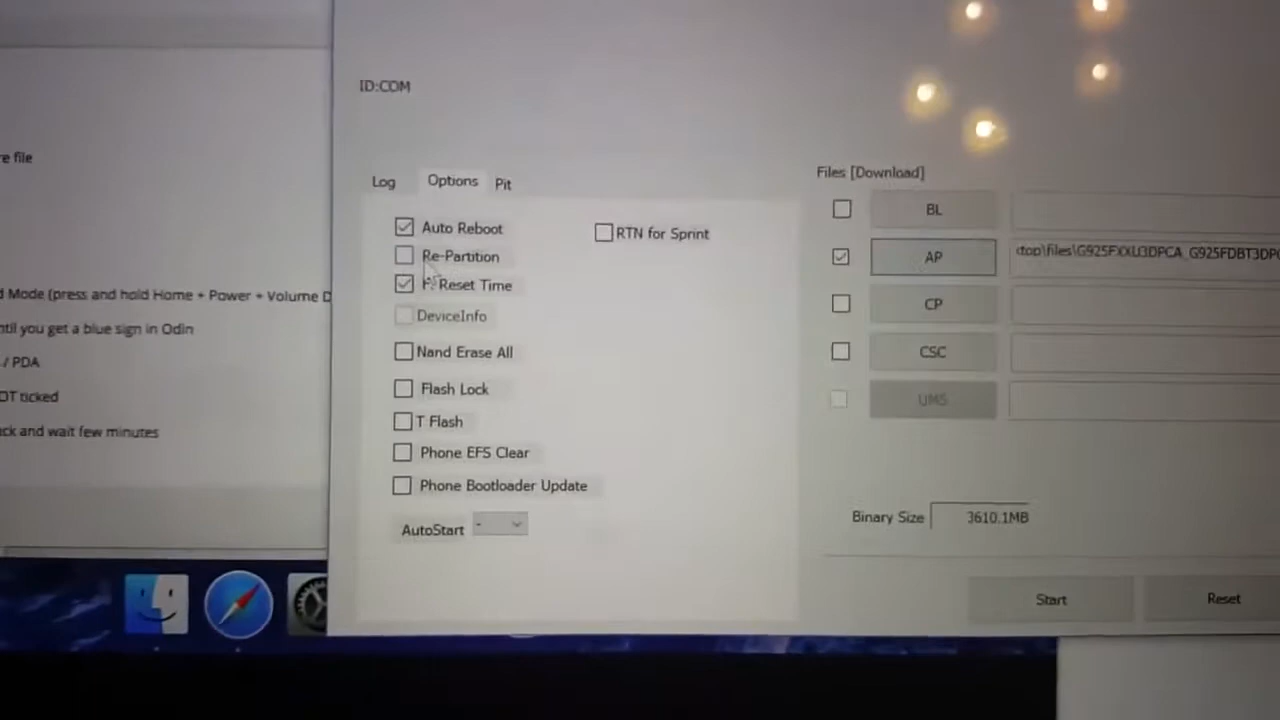 ID:COM
e file
d Mode (press and hold Home + Power + Volume D
ntil you get a blue sign in Odin
/ PDA
OT ticked
ck and wait few minutes
Log Options Pit
Auto Reboot
Re-Partition
Reset Time
DeviceInfo
Nand Erase All
Flash Lock
T Flash
Phone EFS Clear
Phone Bootloader Update
AutoStart -
RTN for Sprint
Files [Download]
BL
AP
CP
CSC
UMS
Binary Size 3610.1MB
Start Reset